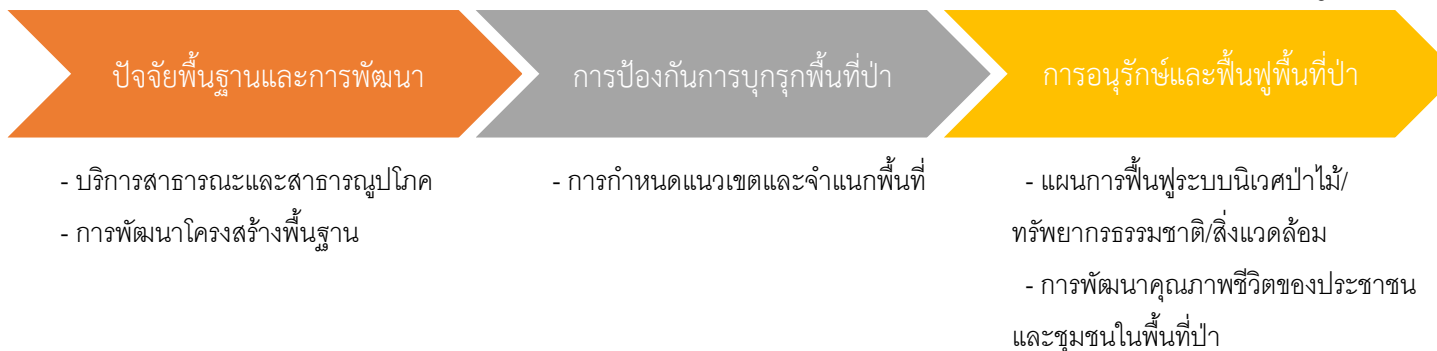 ปัจจัยพื้นฐานและการพัฒนา
การป้องกันการบุกรุกพื้นที่ป่า
การอนุรักษ์และฟื้นฟูพื้นที่ป่า
- บริการสาธารณะและสาธารณูปโภค
- การพัฒนาโครงสร้างพื้นฐาน
- การกำหนดแนวเขตและจำแนกพื้นที่
- แผนการฟื้นฟูระบบนิเวศป่าไม้/
ทรัพยากรธรรมชาติ/สิ่งแวดล้อม
- การพัฒนาคุณภาพชีวิตของประชาชน
และชุมชนในพื้นที่ป่า